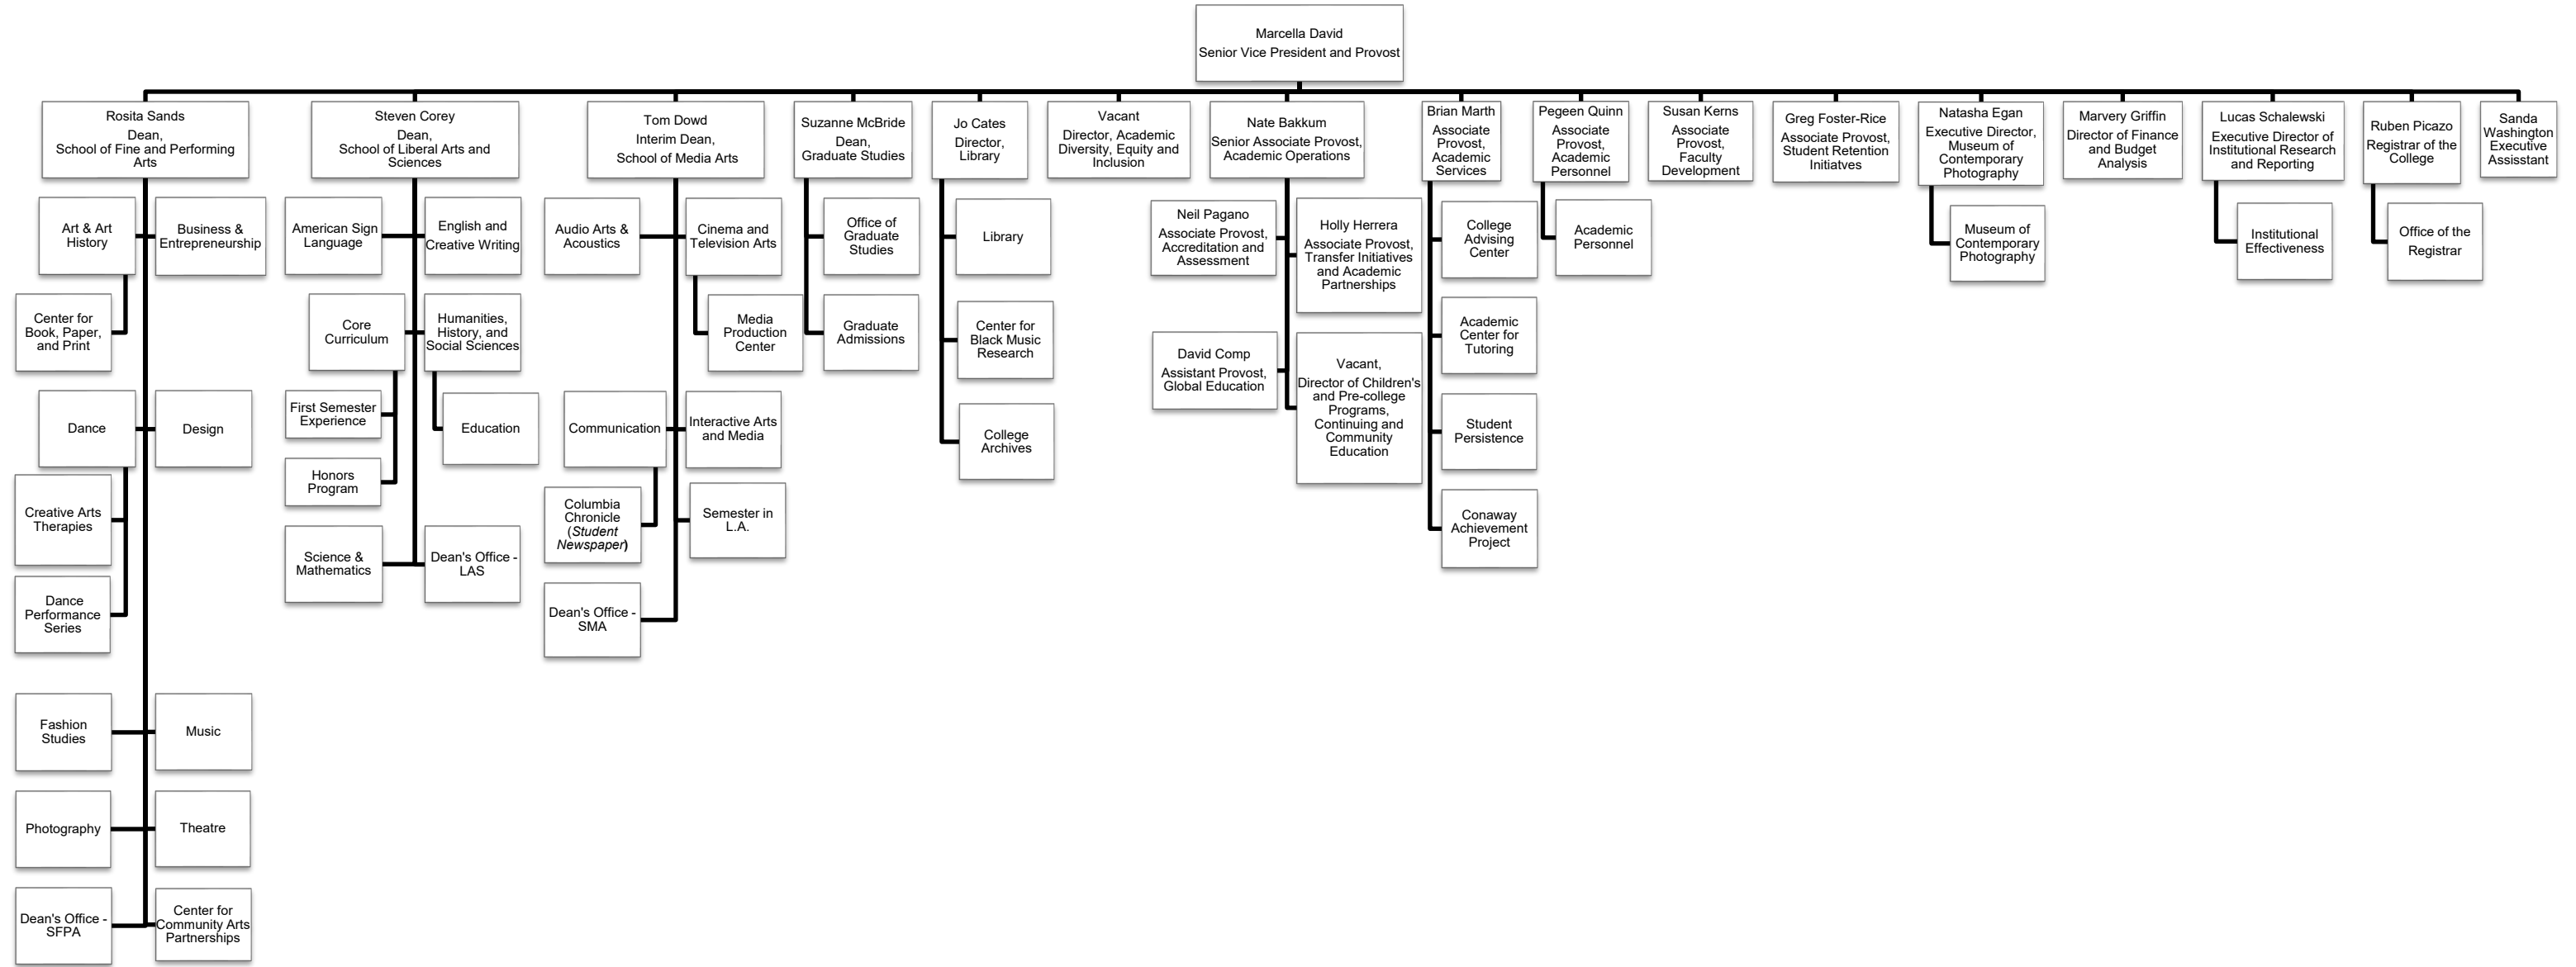 Marcella David
Senior Vice President and Provost
Rosita Sands
Dean,
School of Fine and Performing
Arts
Steven Corey
Dean,
School of Liberal Arts and
Sciences
Tom Dowd
Interim Dean,
School of Media Arts
Suzanne McBride
Dean,
Graduate Studies
Jo Cates
Director,
Library
Vacant
Director, Academic
Diversity, Equity and
Inclusion
Nate Bakkum
Senior Associate Provost,
Academic Operations
Brian Marth
Associate
Provost,
Academic
Services
Pegeen Quinn
Associate
Provost,
Academic
Personnel
Susan Kerns
Associate
Provost,
Faculty
Development
Greg Foster-Rice
Associate Provost,
Student Retention
Initiatves
Natasha Egan
Executive Director,
Museum of
Contemporary
Photography
Marvery Griffin
Director of Finance
and Budget
Analysis
Lucas Schalewski
Executive Director of
Institutional Research
and Reporting
Ruben Picazo
Registrar of the
College
Sanda
Washington
Executive
Assisstant
Art & Art
History
Business &
Entrepreneurship
Center for
Book, Paper,
and Print
Dance
Design
Creative Arts
Therapies
Dance
Performance
Series
Fashion
Studies
Music
Photography
Theatre
Dean's Office -
SFPA
Center for
Community Arts
Partnerships
American Sign
Language
English and
Creative Writing
Core
Curriculum
Humanities,
History, and
Social Sciences
First Semester
Experience
Education
Honors
Program
Science &
Mathematics
Dean's Office -
LAS
Audio Arts &
Acoustics
Cinema and
Television Arts
Media
Production
Center
Communication
Interactive Arts
and Media
Columbia
Chronicle
(Student
Newspaper)
Semester in
L.A.
Dean's Office -
SMA
Office of
Graduate
Studies
Graduate
Admissions
Library
Center for
Black Music
Research
College
Archives
Neil Pagano
Associate Provost,
Accreditation and
Assessment
Holly Herrera
Associate Provost,
Transfer Initiatives
and Academic
Partnerships
David Comp
Assistant Provost,
Global Education
Vacant,
Director of Children's
and Pre-college
Programs,
Continuing and
Community
Education
College
Advising
Center
Academic
Center for
Tutoring
Student
Persistence
Conaway
Achievement
Project
Academic
Personnel
Museum of
Contemporary
Photography
Institutional
Effectiveness
Office of the
Registrar